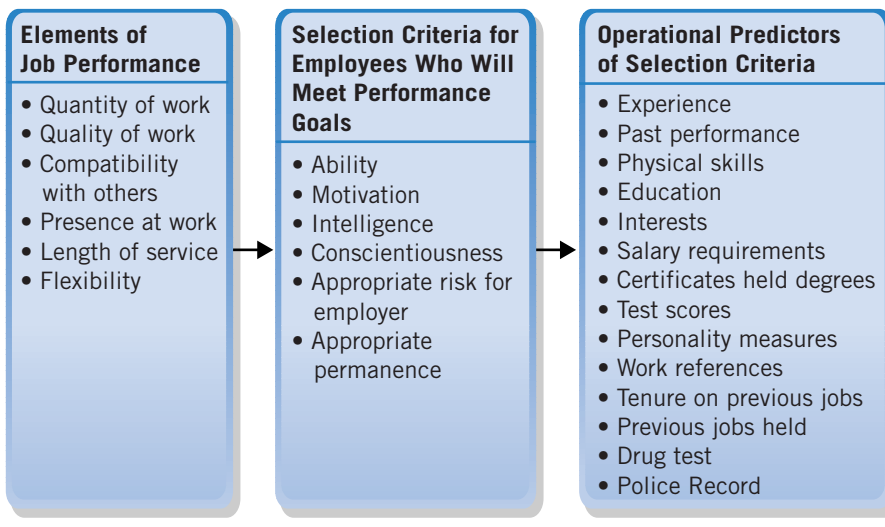 Elements of
Job Performance
• Quantity of work
• Quality of work
• Compatibility
with others
• Presence at work
• Length of service
• Flexibility
Selection Criteria for
Employees Who Will
Meet Performance
Goals
• Ability
• Motivation
• Intelligence
• Conscientiousness
• Appropriate risk for
employer
• Appropriate
permanence
Operational Predictors
of Selection Criteria
• Experience
• Past performance
• Physical skills
• Education
• Interests
• Salary requirements
• Certificates held degrees
• Test scores
• Personality measures
• Work references
• Tenure on previous jobs
• Previous jobs held
• Drug test
• Police Record